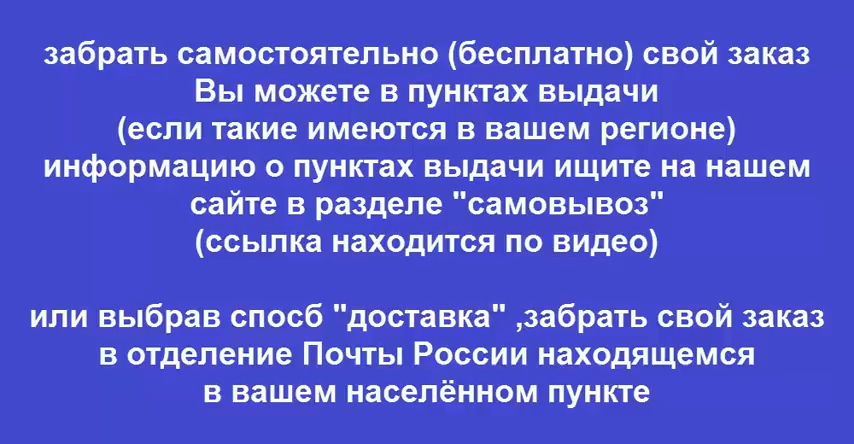 забрать самостоятельно (бесплатно) свой заказ
Вы можете в пунктах выдачи
(если такие имеются в вашем регионе)
информацию о пунктах выдачи ищите на нашем
сайте в разделе "самовывоз"
(ссылка находится по видео)
или выбрав спосб "доставка" ,забрать свой заказ
в отделение Почты России находящемся
в вашем населённом пункте